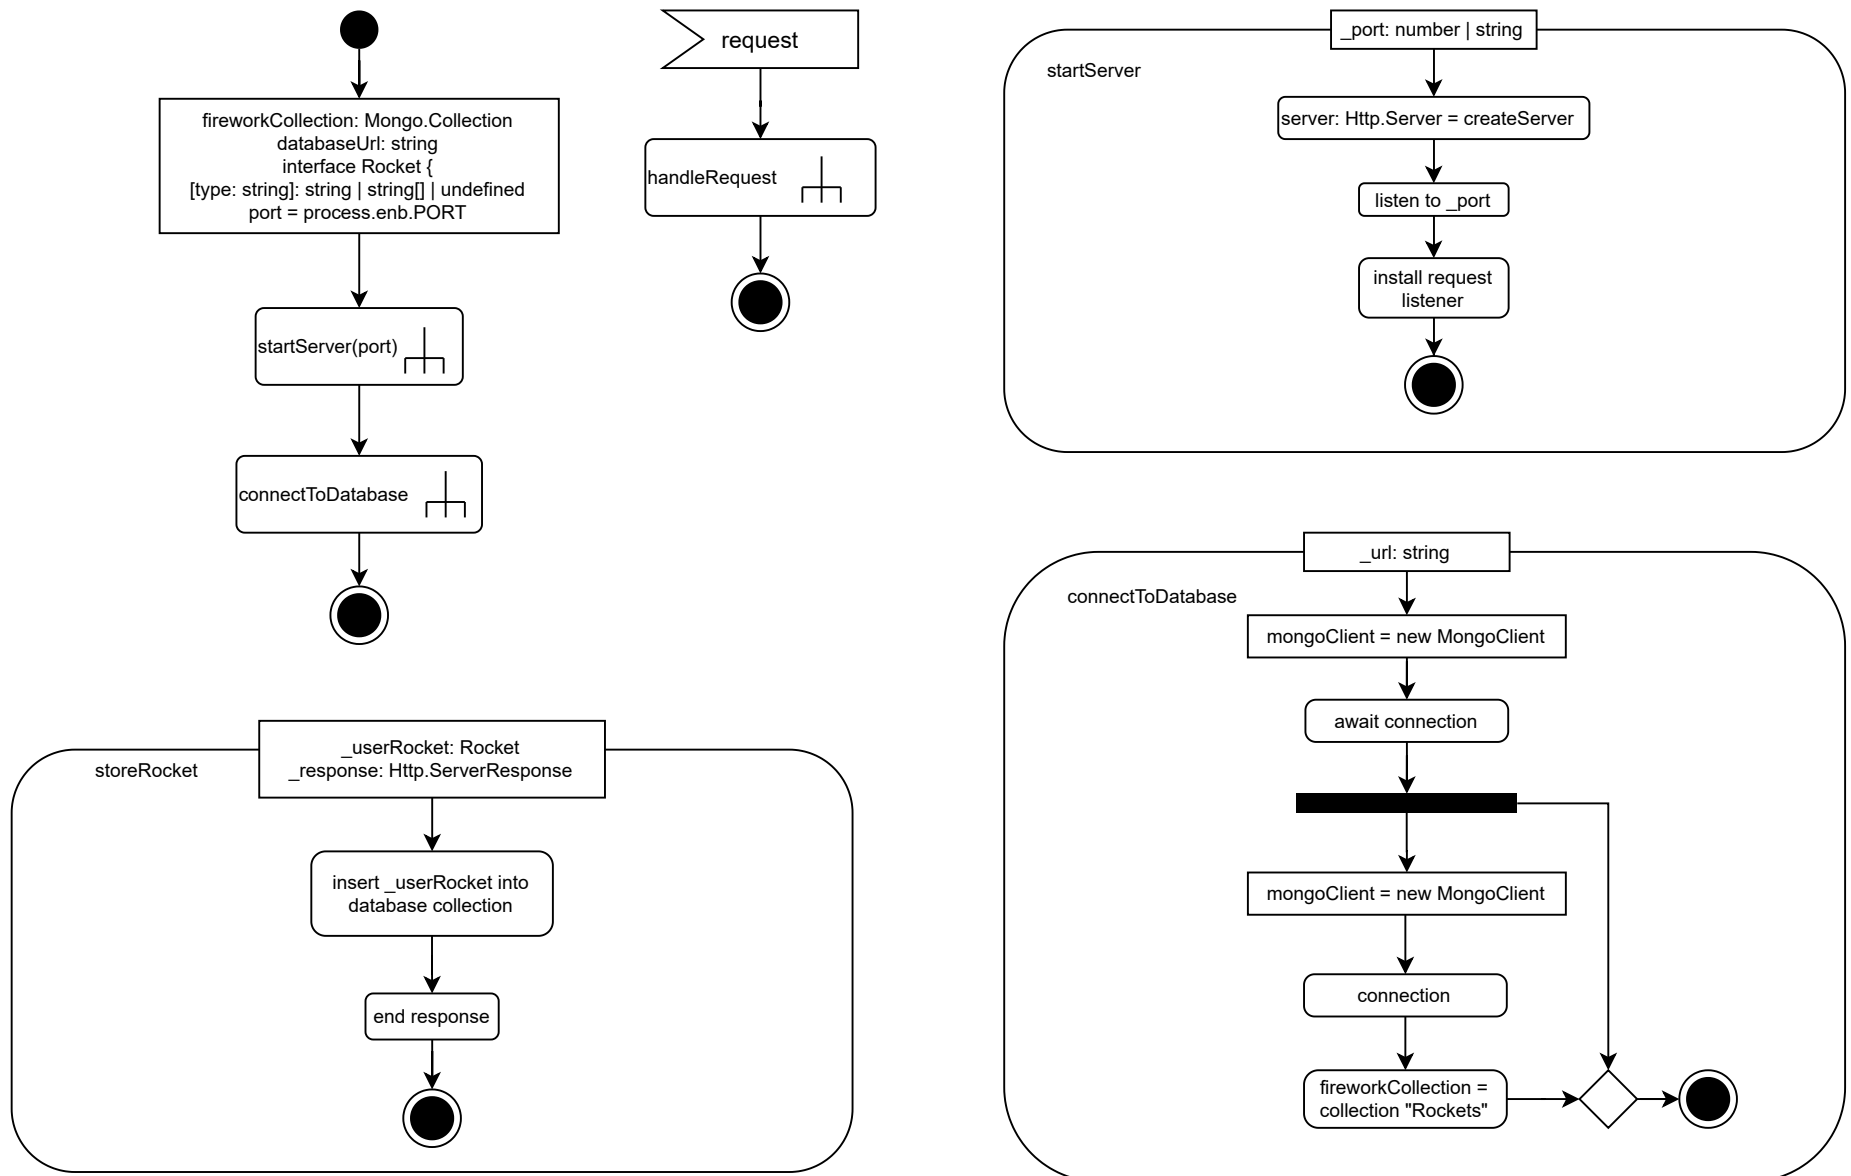 fireworkCollection: Mongo.Collection
databaseUrl: string
interface Rocket {
[type: string]: string | string[] | undefined
port = process.enb.PORT
startServer(port)
connectToDatabase
request
handleRequest
_port: number | string
startServer
server: Http.Server = createServer
listen to _port
install request
listener
_url: string
connectToDatabase
mongoClient = new MongoClient
await connection
mongoClient = new MongoClient
connection
fireworkCollection =
collection "Rockets"
_userRocket: Rocket
_response: Http.ServerResponse
storeRocket
insert _userRocket into
database collection
end response